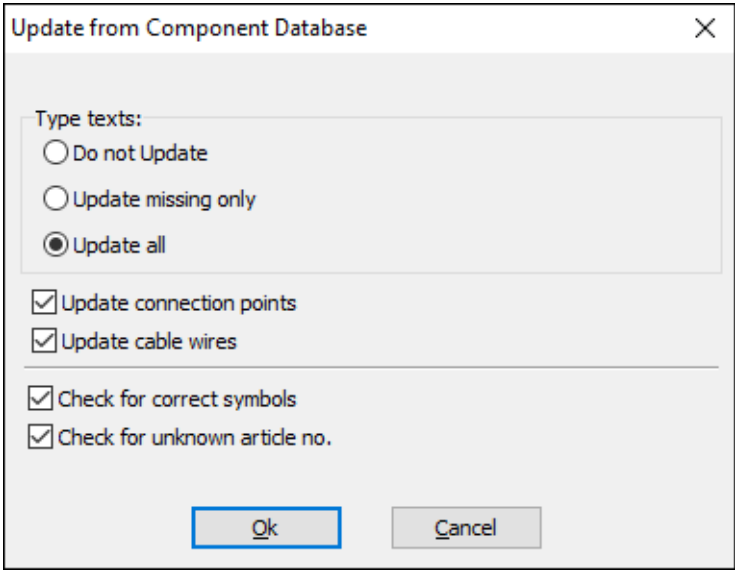 Update from Component Database
Type texts:
Do not Update
Update missing only
Update all
Update connection points
Update cable wires
Check for correct symbols
Check for unknown article no.
Ok Cancel